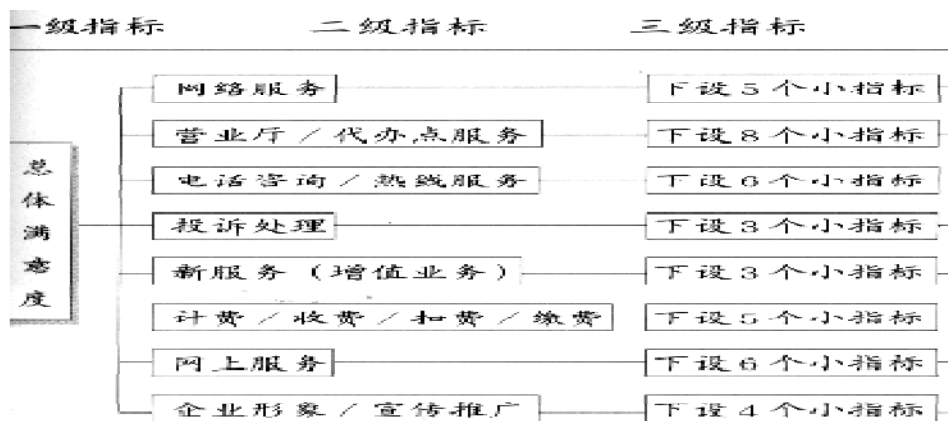 一级指标 二级指标 三级指标
总体满意度
网络服务 下设5个小指标
营业厅／代办点服务 下设8个小指标
电话咨询／热线服务 下设6个小指标
投诉处理 下设3个小指标
新服务（增值业务） 下设3个小指标
计费／收费／扣费／缴费 下设5个小指标
网上服务 下设6个小指标
企业形象／宣传推广 下设4个小指标